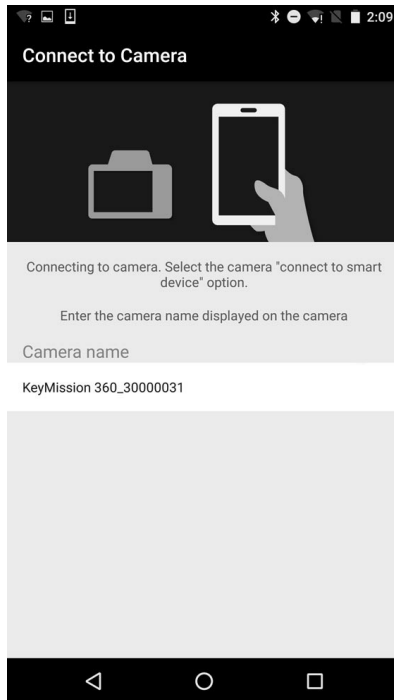 2:09
Connect to Camera
Connecting to camera. Select the camera "connect to smart
device" option.
Enter the camera name displayed on the camera
Camera name
KeyMission 360_30000031